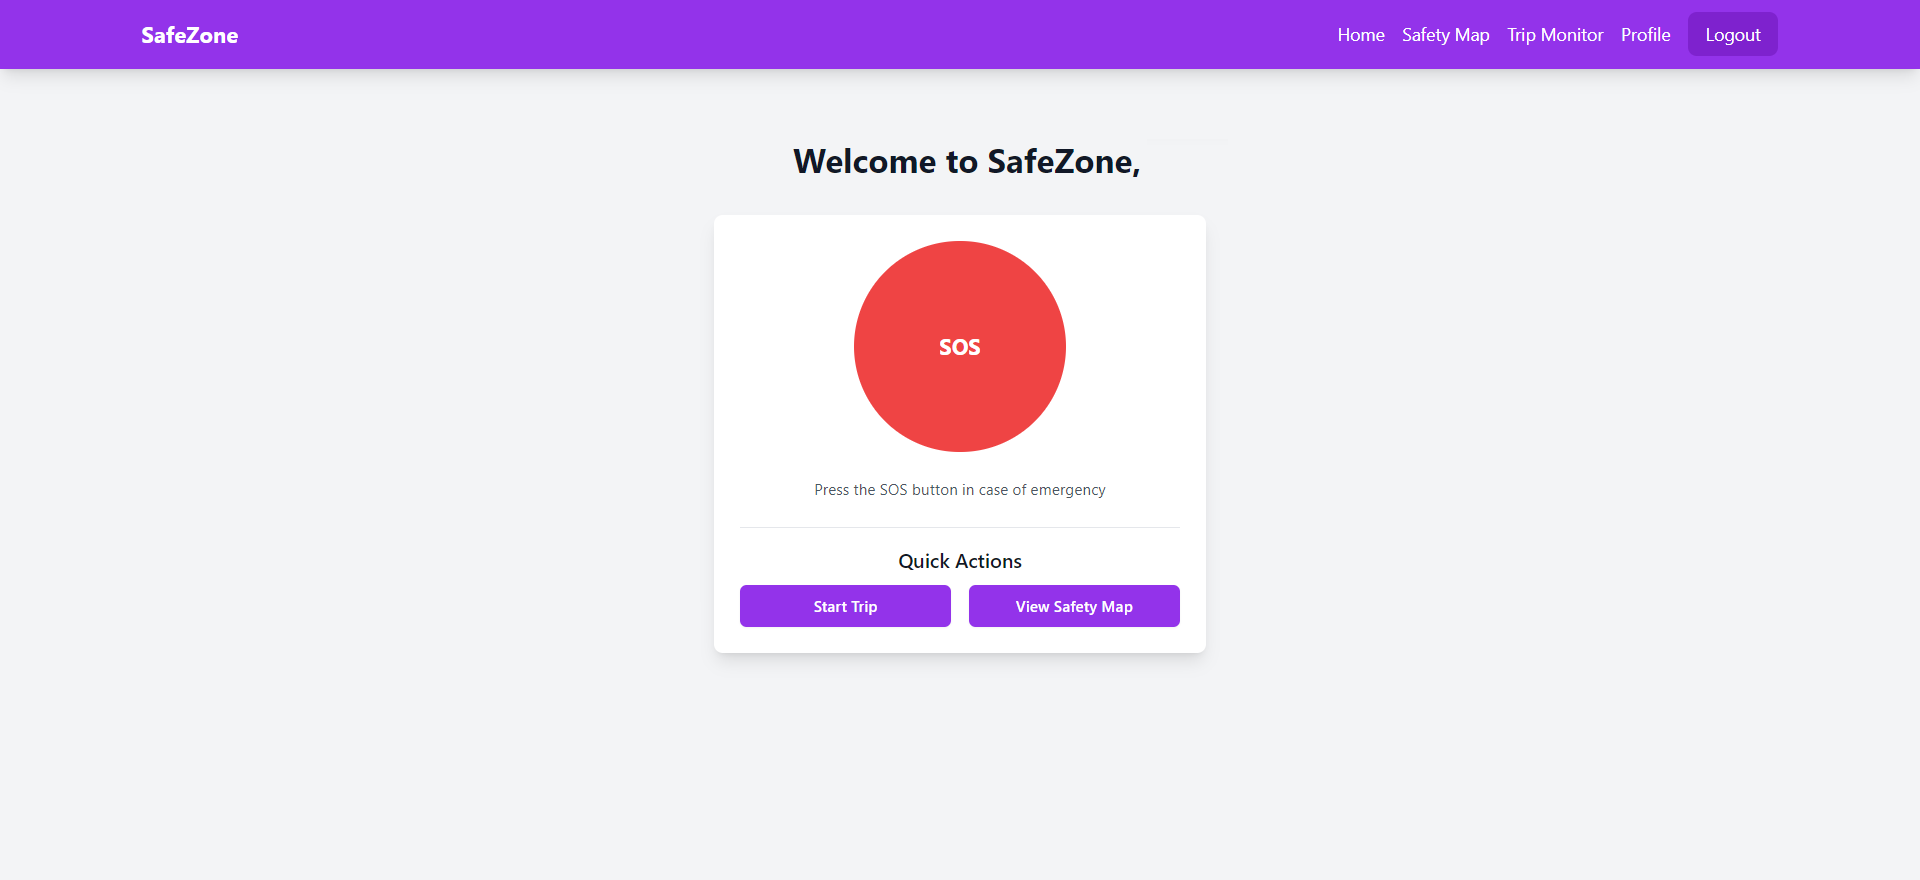 SafeZone
Home Safety Map Trip Monitor Profile Logout
Welcome to SafeZone,
SOS
Press the SOS button in case of emergency
Quick Actions
Start Trip View Safety Map